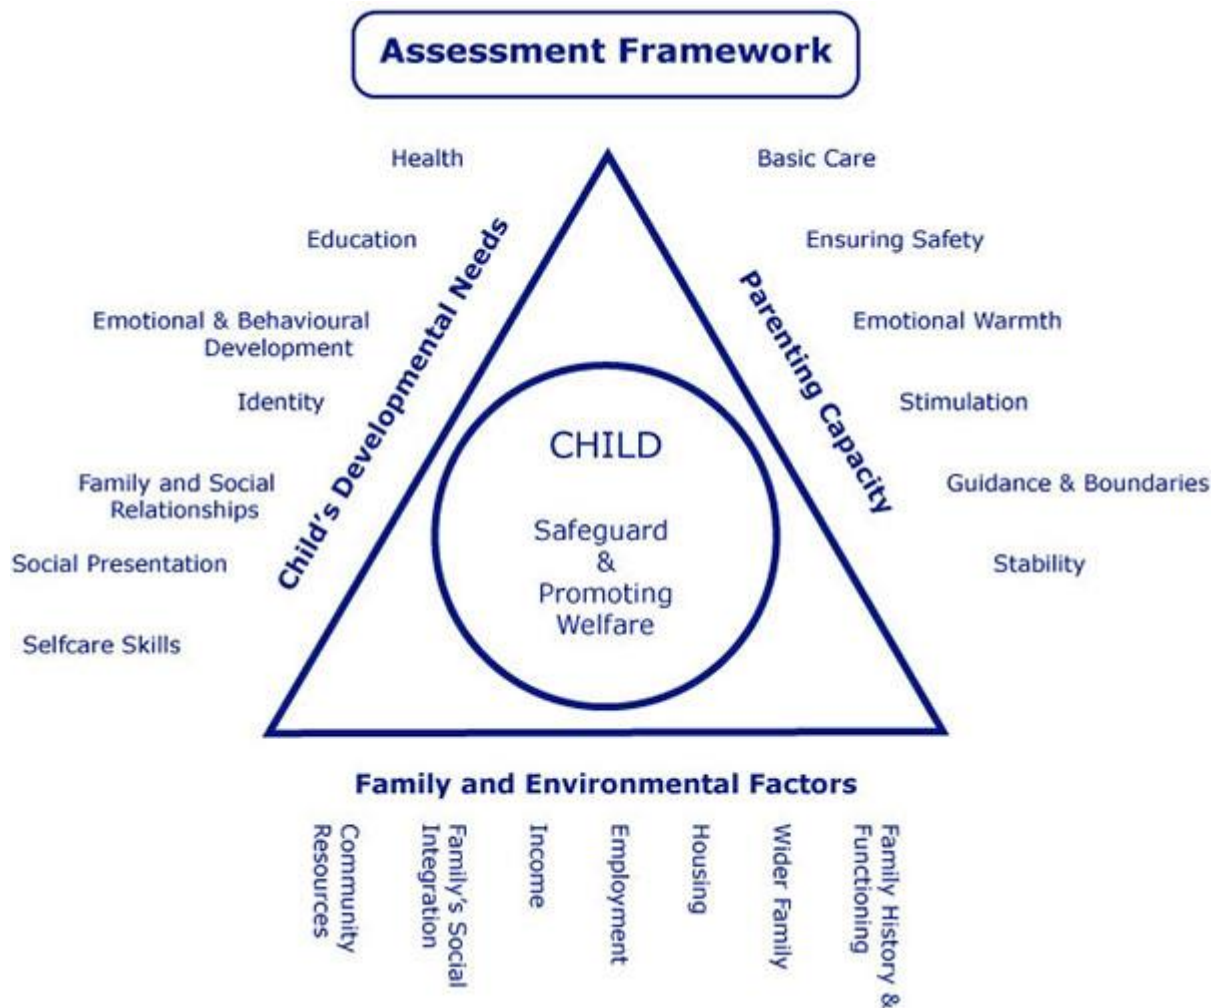 Assessment Framework
Health
Education
Emotional & Behavioural
Development
Identity
Family and Social
Relationships
Social Presentation
Selfcare Skills
Child's Developmental Needs
CHILD
Safeguard
&
Promoting
Welfare
Parenting Capacity
Basic Care
Ensuring Safety
Emotional Warmth
Stimulation
Guidance & Boundaries
Stability
Family and Environmental Factors
Community
Resources
Family's Social
Integration
Income
Employment
Housing
Wider Family
Family History &
Functioning